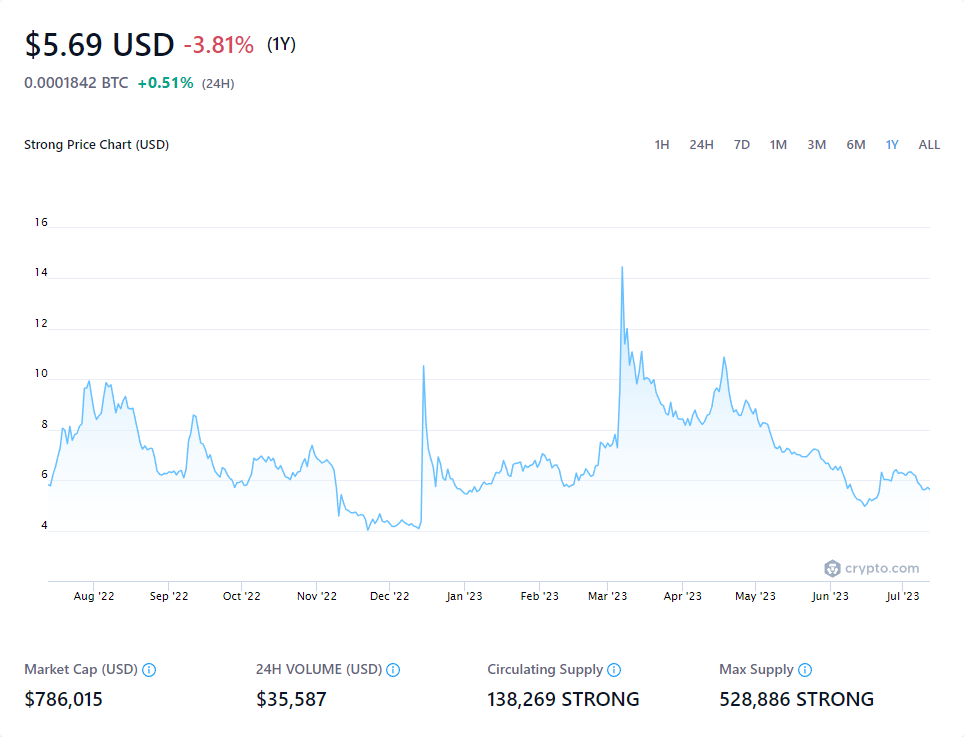 $5.69 USD -3.81% (1Y)
0.0001842 BTC +0.51% (24H)
Strong Price Chart (USD)
1H 24H 7D 1M 3M 6M 1Y ALL
16
14
12
10
8
6
4
crypto.com
Aug '22 Sep '22 Oct '22 Nov '22 Dec '22 Jan '23 Feb '23 Mar '23 Apr '23 May '23 Jun '23 Jul '23
Market Cap (USD) 24H VOLUME (USD) Circulating Supply Max Supply
$786,015 $35,587 138,269 STRONG 528,886 STRONG